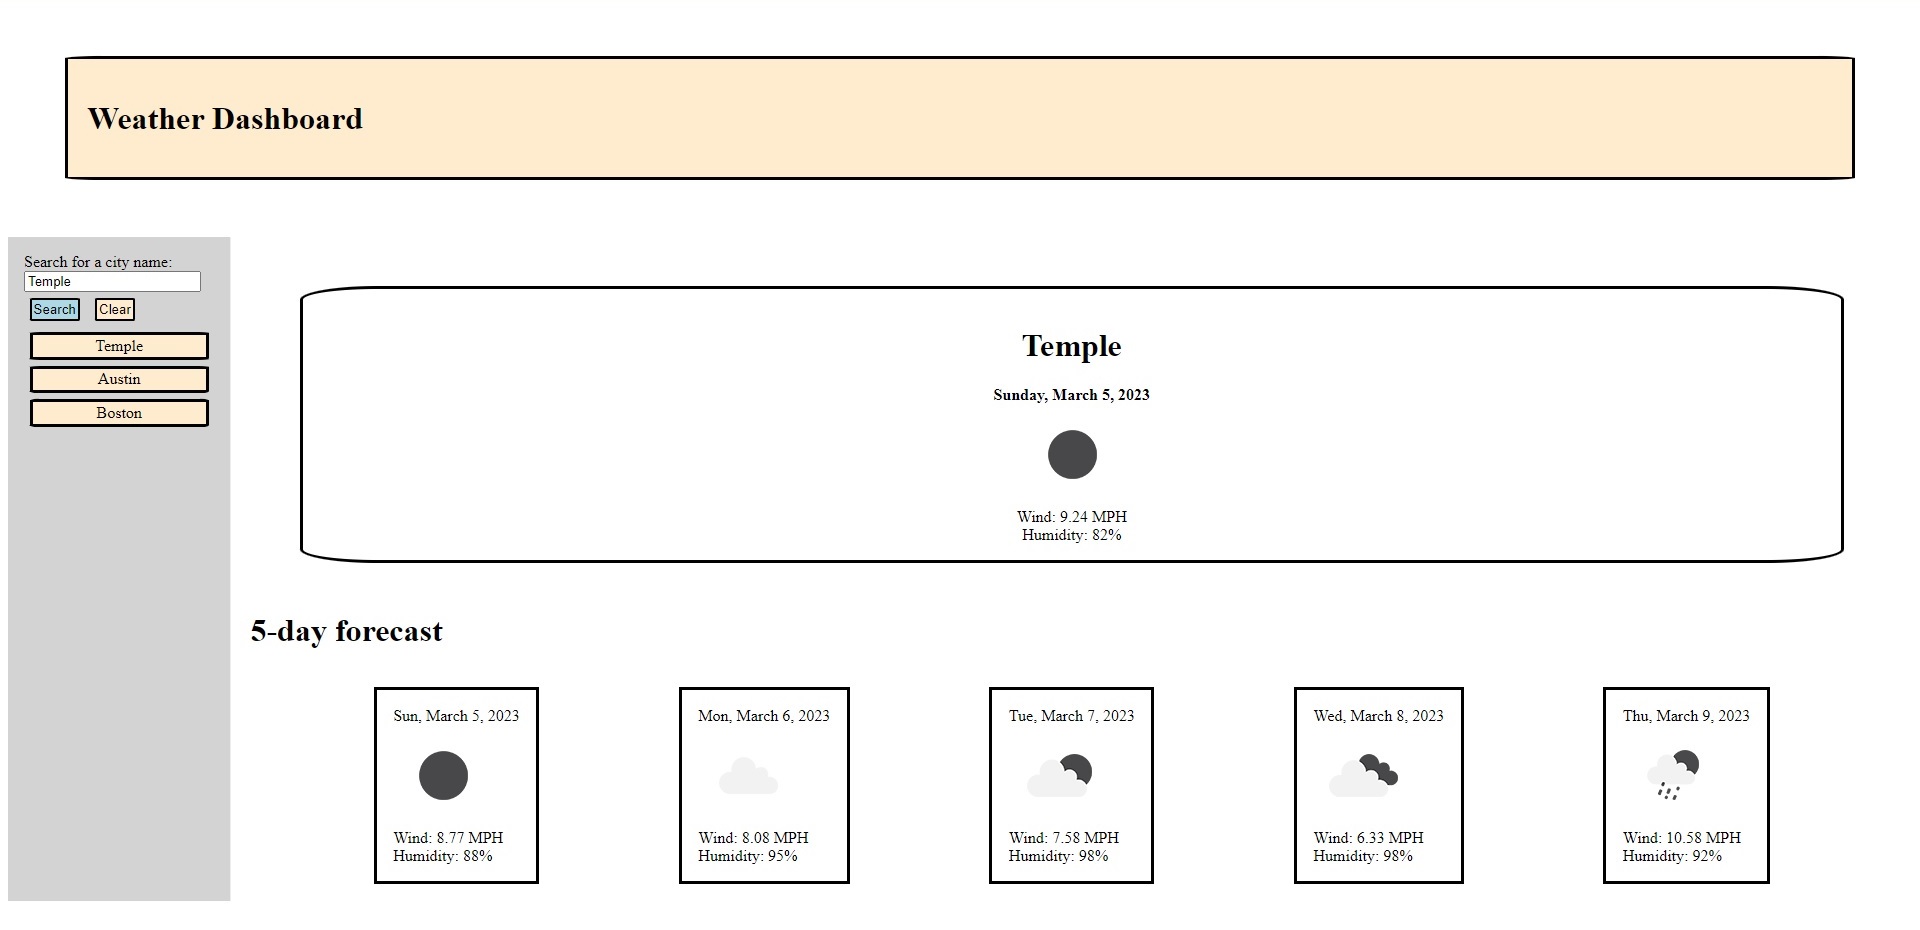 Weather Dashboard
Search for a city name:
Temple
Search Clear
Temple
Austin
Boston
Temple
Sunday, March 5, 2023
Wind: 9.24 MPH
Humidity: 82%
5-day forecast
Sun, March 5, 2023
Wind: 8.77 MPH
Humidity: 88%
Mon, March 6, 2023
Wind: 8.08 MPH
Humidity: 95%
Tue, March 7, 2023
Wind: 7.58 MPH
Humidity: 98%
Wed, March 8, 2023
Wind: 6.33 MPH
Humidity: 98%
Thu, March 9, 2023
Wind: 10.58 MPH
Humidity: 92%